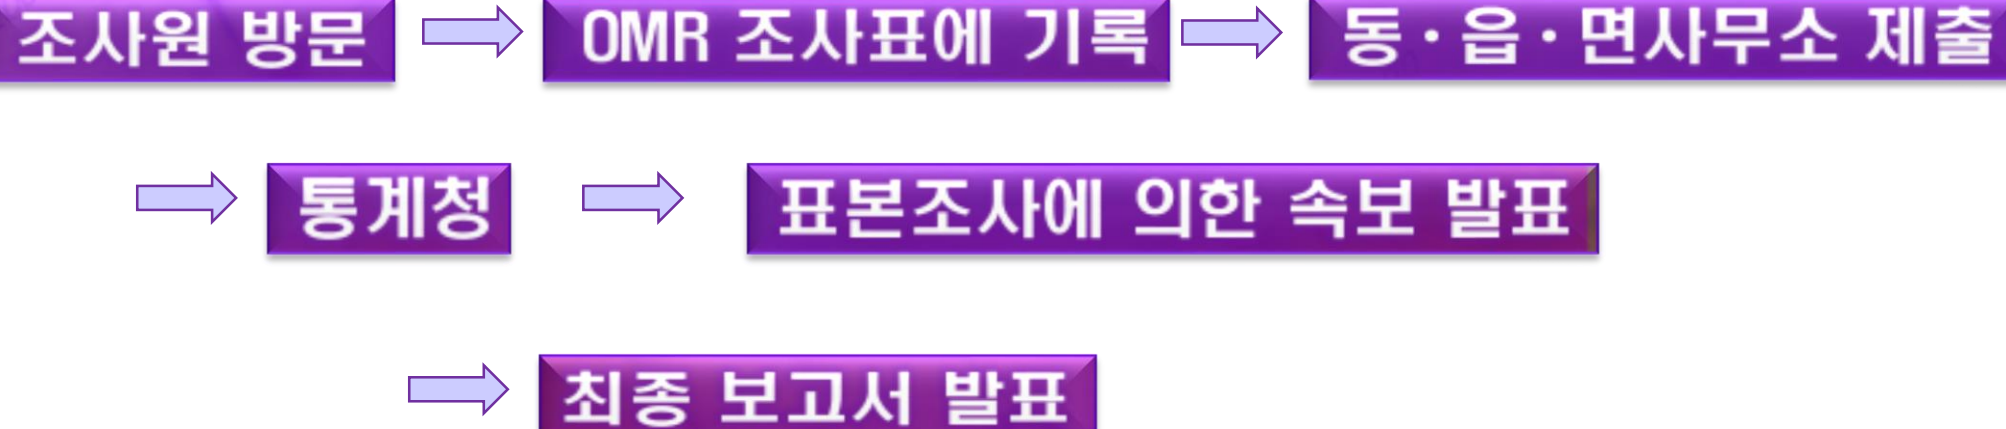 조사원 방문 OMR 조사표에 기록 동·읍·면사무소 제출
통계청 표본조사에 의한 속보 발표
최종 보고서 발표